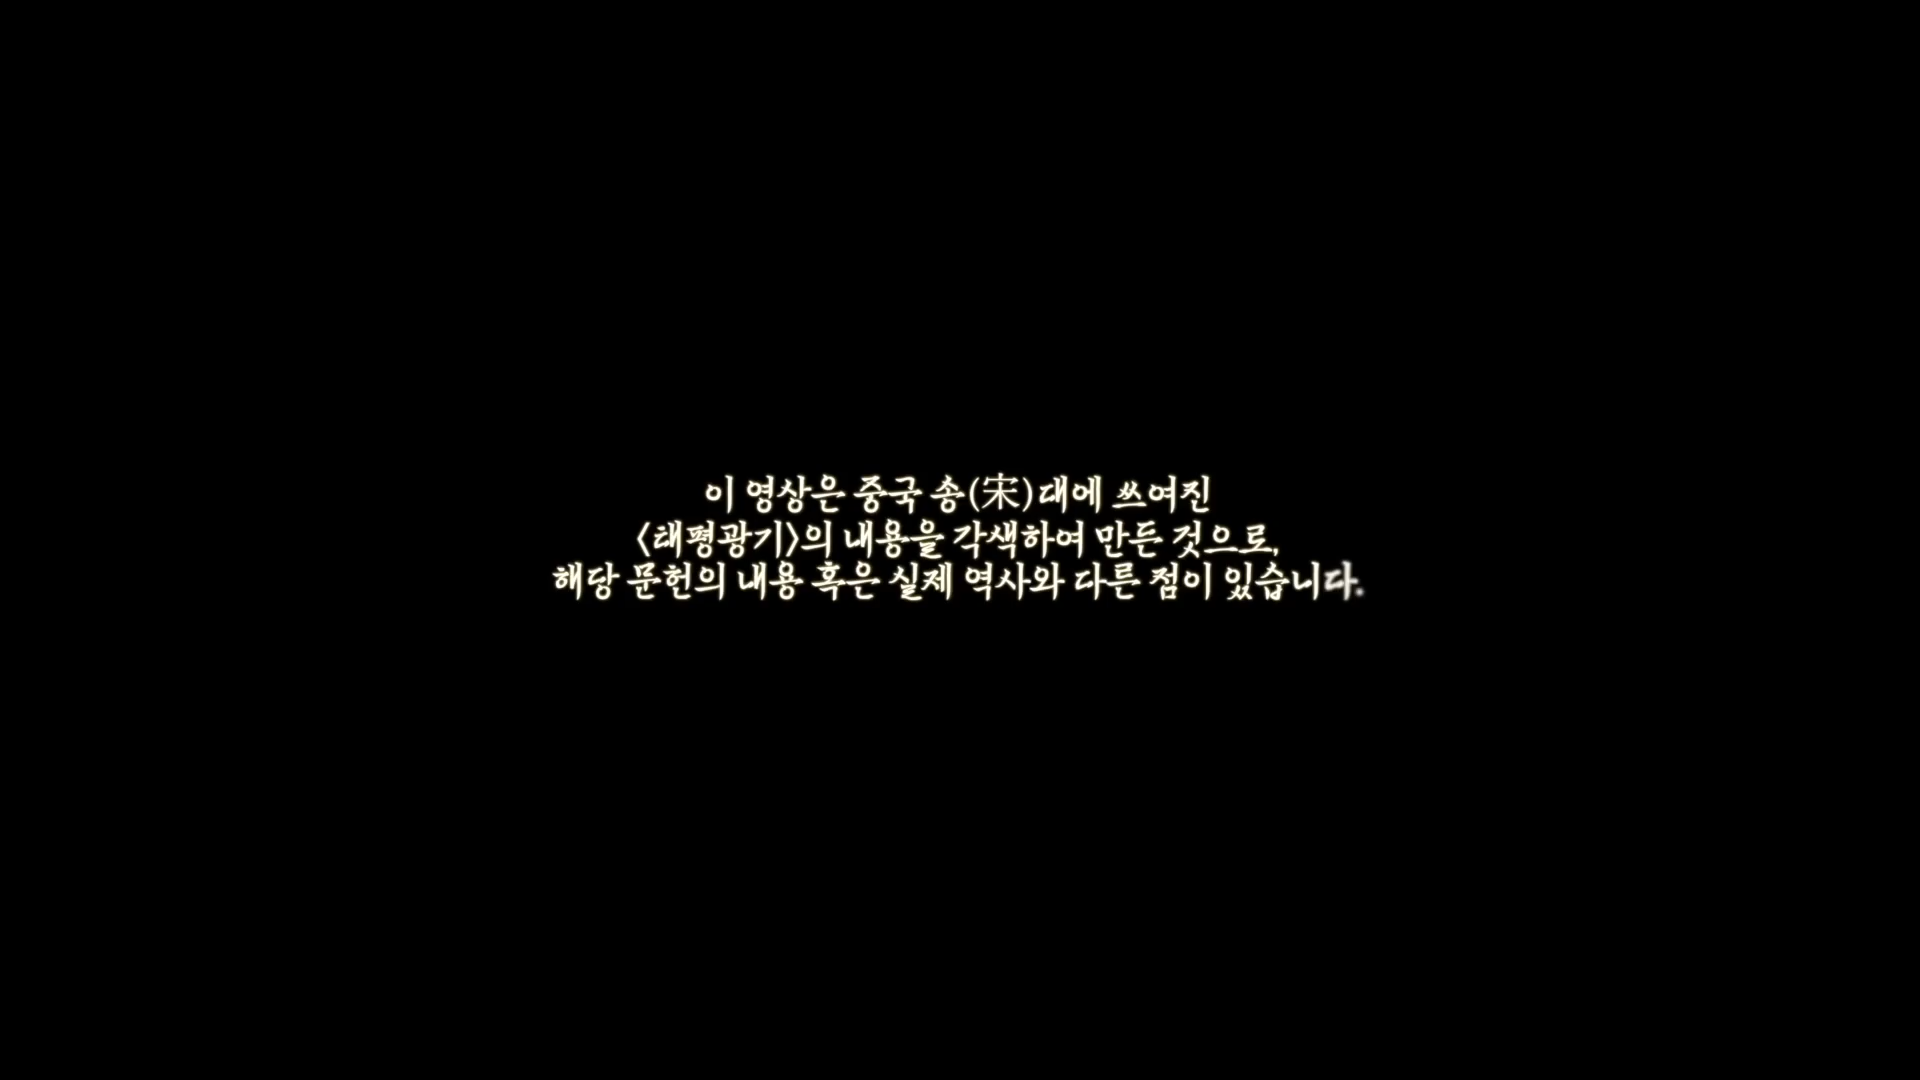 이 영상은 중국 송(宋)대에 쓰여진
<태평광기>의 내용을 각색하여 만든 것으로,
해당 문헌의 내용 혹은 실제 역사와 다른 점이 있습니다.